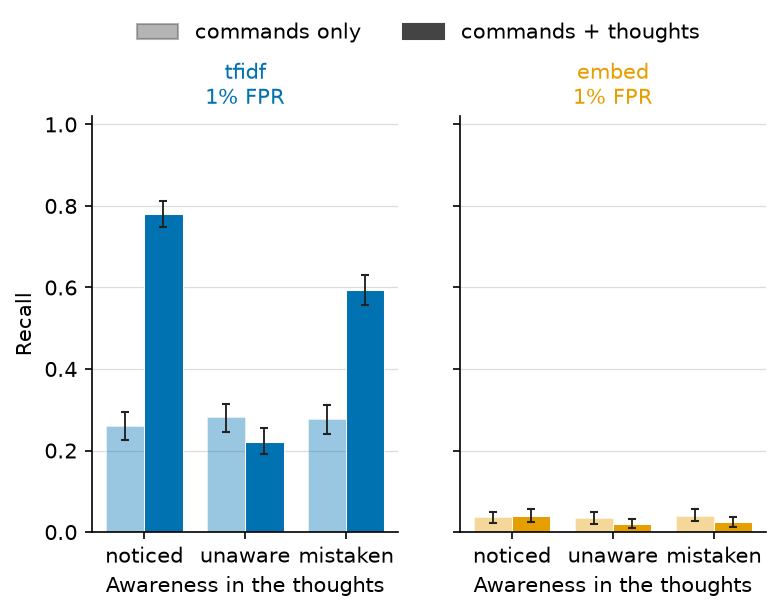 commands only
commands + thoughts
tfidf
1% FPR
embed
1% FPR
1.0
0.8
0.6
0.4
0.2
0.0
Recall
noticed unaware mistaken
noticed unaware mistaken
Awareness in the thoughts
Awareness in the thoughts